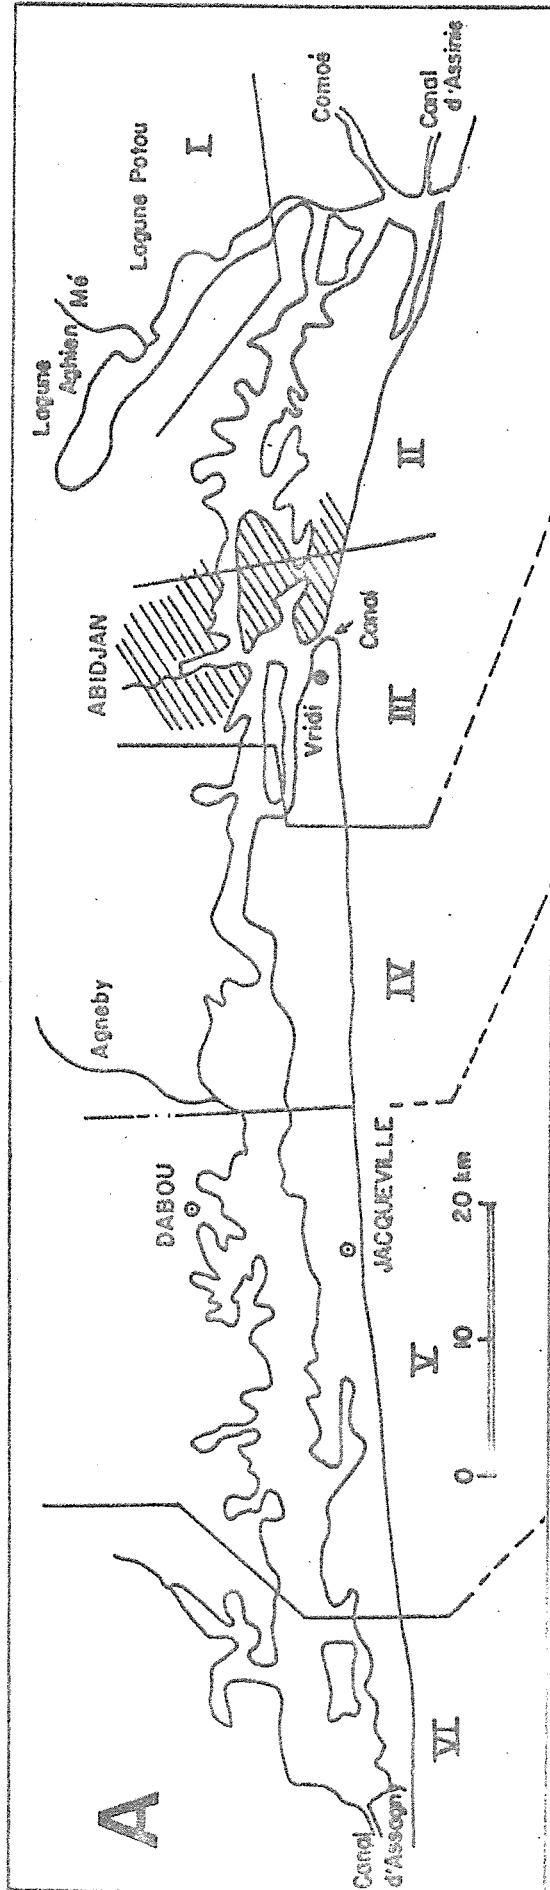 A
Lagune
Aghien
Mé
Lagune Potou
I
Comoé
Canal
d'Assinie
ABIDJAN
II
Vridi
Canal
III
Agneby
IV
DABOU
JACQUEVILLE
V
0 10 20 km
VI
Canal
d'Assagny